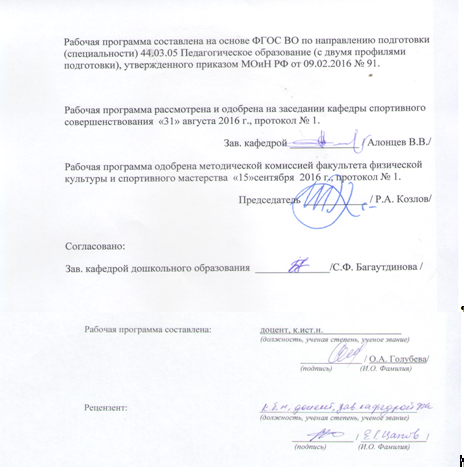 Рабочая программа составлена на основе ФГОС ВО по направлению подготовки
(специальности) 44.03.05 Педагогическое образование (с двумя профилями
подготовки), утвержденного приказом МОиН РФ от 09.02.2016 № 91.
Рабочая программа рассмотрена и одобрена на заседании кафедры спортивного
совершенствования «31» августа 2016 г., протокол № 1.
Зав. кафедрой /Алонцев В.В./
Рабочая программа одобрена методической комиссией факультета физической
культуры и спортивного мастерства «15»сентября 2016 г., протокол № 1.
Председатель / Р.А. Козлов/
Согласовано:
Зав. кафедрой дошкольного образования /С.Ф. Багаутдинова /
Рабочая программа составлена: доцент, к.ист.н.
(должность, ученая степень, ученое звание)
/ О.А. Голубева/
(подпись) (И.О. Фамилия)
Рецензент: доцент, зав кафедрой
(должность, ученая степень, ученое звание)
/ /
(подпись) (И.О. Фамилия)